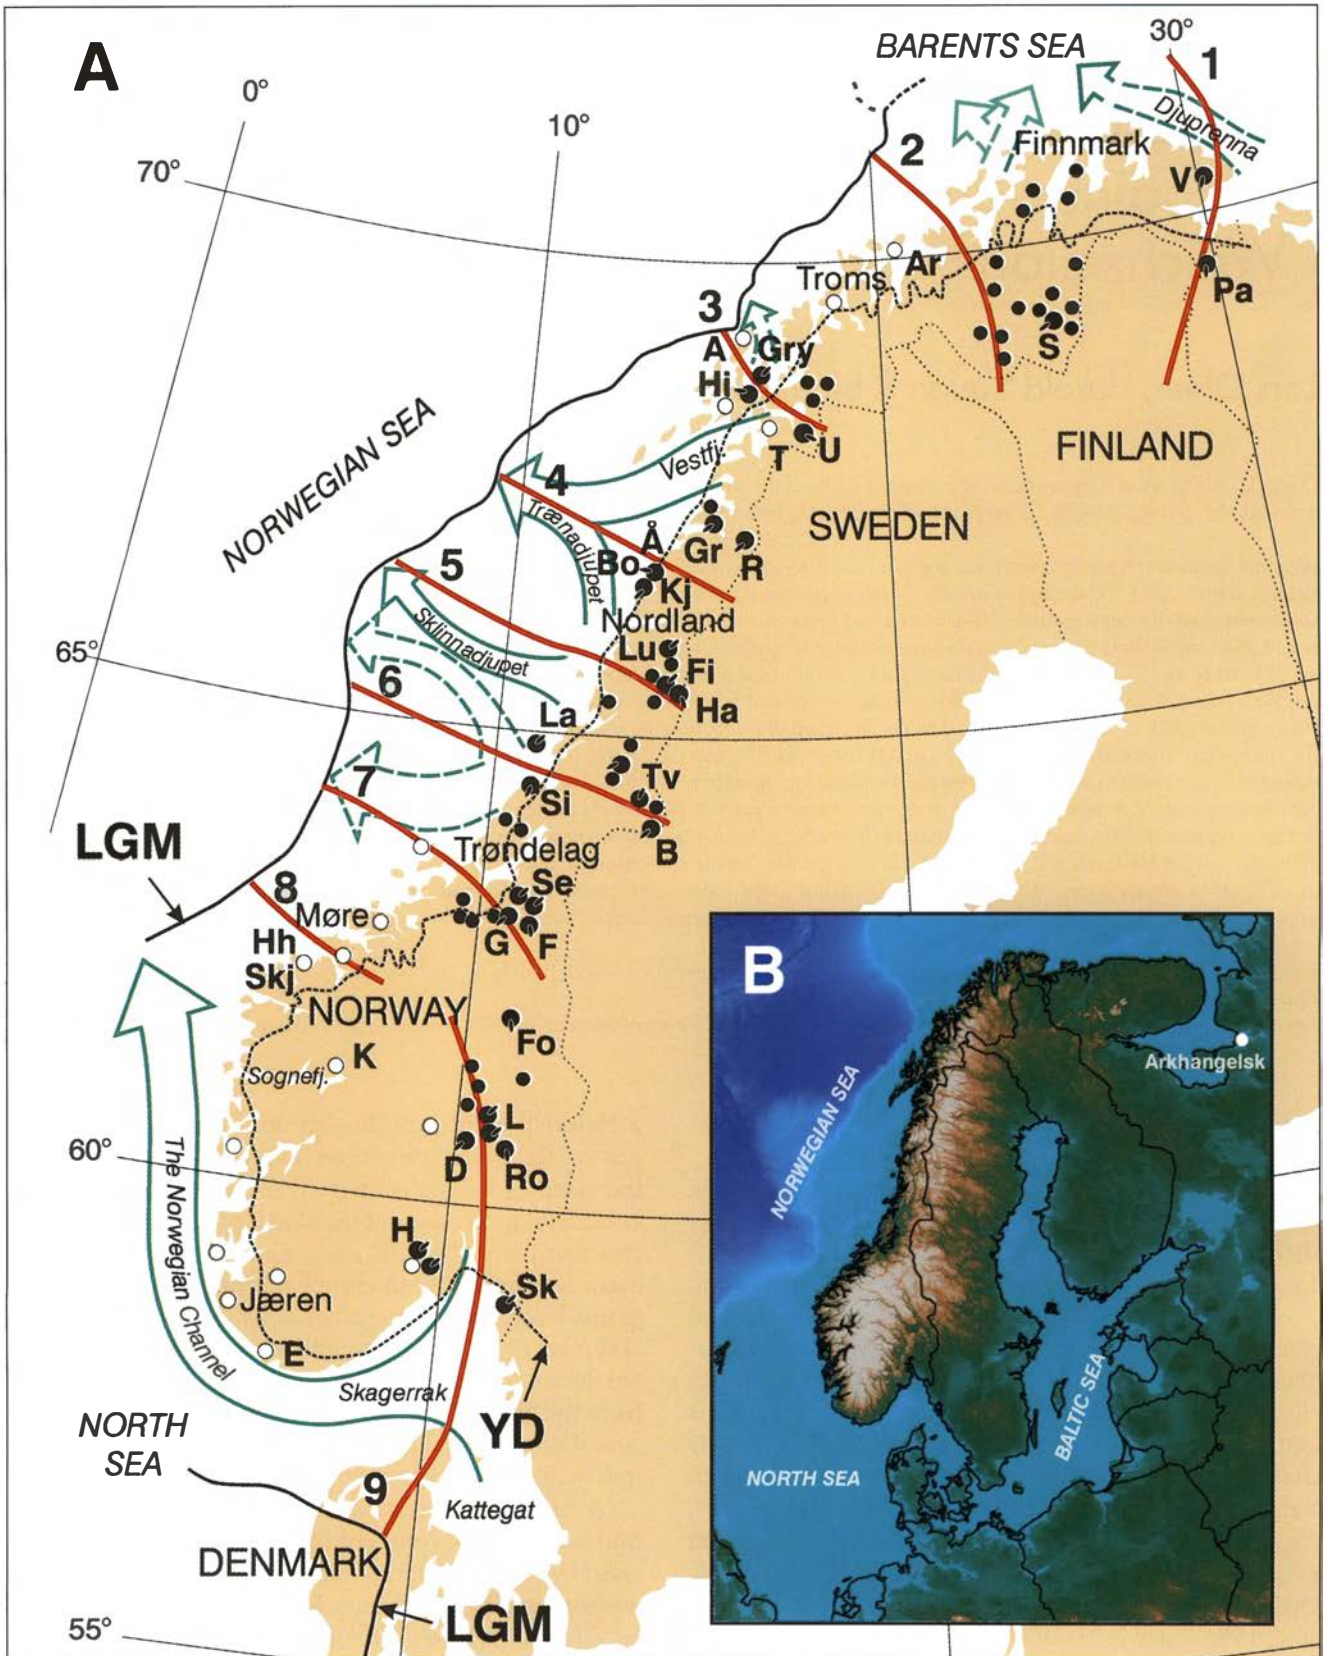 A
BARENTS SEA
30°
1
0°
10°
70°
Djuprenna
Finnmark
2
V
Ar
Troms
Pa
3
A
Gry
Hi
S
NORWEGIAN SEA
FINLAND
Vestfj.
T
U
4
Trænadjupet
SWEDEN
Å
Gr
R
5
Bo
Kj
Nordland
Sklinnadjupet
65°
Lu
Fi
6
Ha
La
7
Tv
Si
LGM
Trøndelag
B
8
Se
Møre
Hh
G
F
Skj
NORWAY
B
Fo
K
Arkhangelsk
Sognefj.
NORWEGIAN SEA
L
60°
D
Ro
The Norwegian Channel
H
Sk
Jæren
E
Skagerrak
BALTIC SEA
NORTH
SEA
YD
NORTH SEA
9
Kattegat
DENMARK
LGM
55°